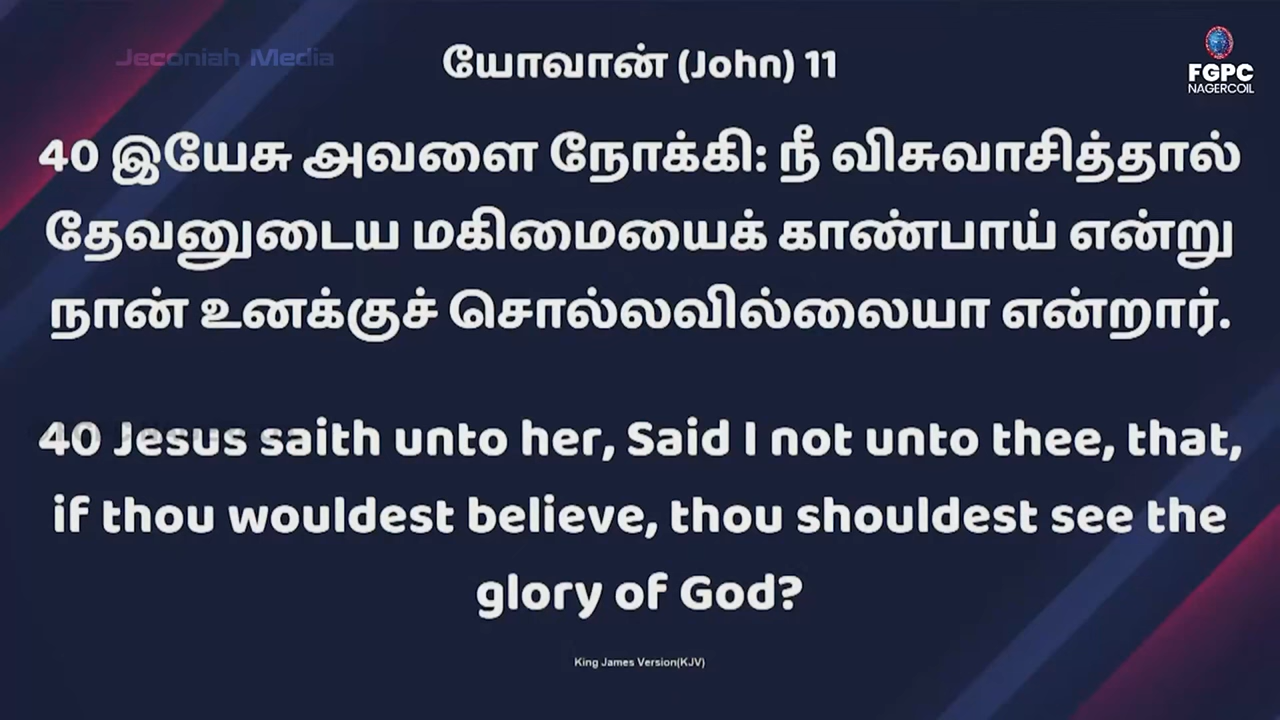 Jeconiah Media
யோவான் (John) 11
FGPC
NAGERCOIL
40 இயேசு அவளை நோக்கி: நீ விசுவாசித்தால்
தேவனுடைய மகிமையைக் காண்பாய் என்று
நான் உனக்குச் சொல்லவில்லையா என்றார்.
40 Jesus saith unto her, Said I not unto thee, that,
if thou wouldest believe, thou shouldest see the
glory of God?
King James Version(KJV)